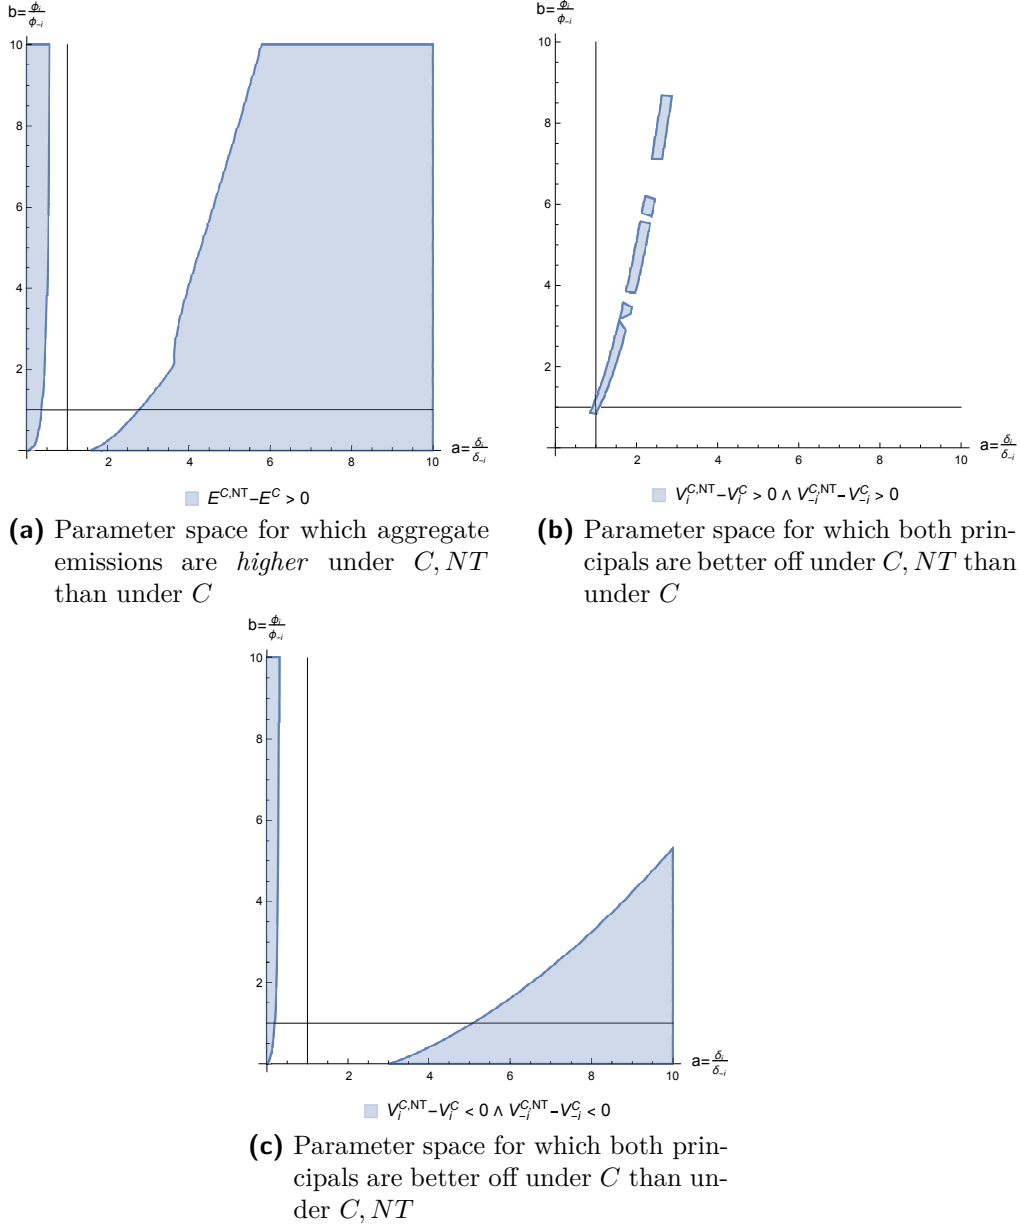 b=ϕᵢ/ϕ₋ᵢ
10
8
6
4
2
2 4 6 8 10
a=δᵢ/δ₋ᵢ
E^{C,NT} – E^C > 0
(a) Parameter space for which aggregate
emissions are higher under C, NT
than under C
b=ϕᵢ/ϕ₋ᵢ
10
8
6
4
2
0 2 4 6 8 10
a=δᵢ/δ₋ᵢ
V_i^{C,NT} – V_i^C > 0 ∧ V_{-i}^{C,NT} – V_{-i}^C > 0
(b) Parameter space for which both prin-
cipals are better off under C, NT than
under C
b=ϕᵢ/ϕ₋ᵢ
10
8
6
4
2
2 4 6 8 10
a=δᵢ/δ₋ᵢ
V_i^{C,NT} – V_i^C < 0 ∧ V_{-i}^{C,NT} – V_{-i}^C < 0
(c) Parameter space for which both prin-
cipals are better off under C than un-
der C, NT